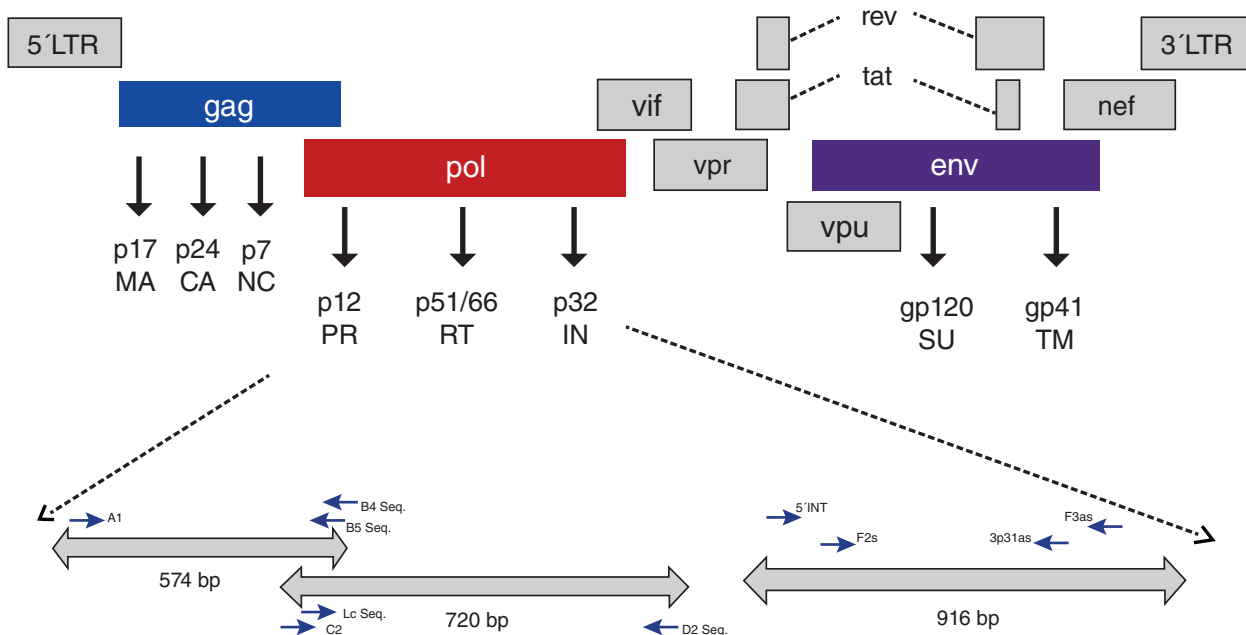 5´LTR
rev
3´LTR
gag
vif
tat
nef
pol
vpr
env
vpu
p17
MA
p24
CA
p7
NC
p12
PR
p51/66
RT
p32
IN
gp120
SU
gp41
TM
A1
B4 Seq.
B5 Seq.
5´INT
F2s
3p31as
F3as
574 bp
Lc Seq.
C2
720 bp
D2 Seq.
916 bp